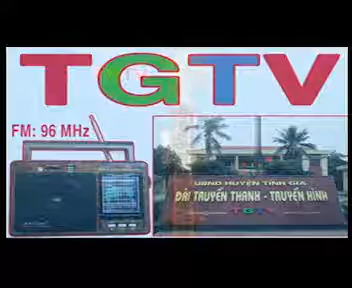 TGTV
FM: 96 MHz
UBND HUYỆN TĨNH GIA
ĐÀI TRUYỀN THANH - TRUYỀN HÌNH
TGTV